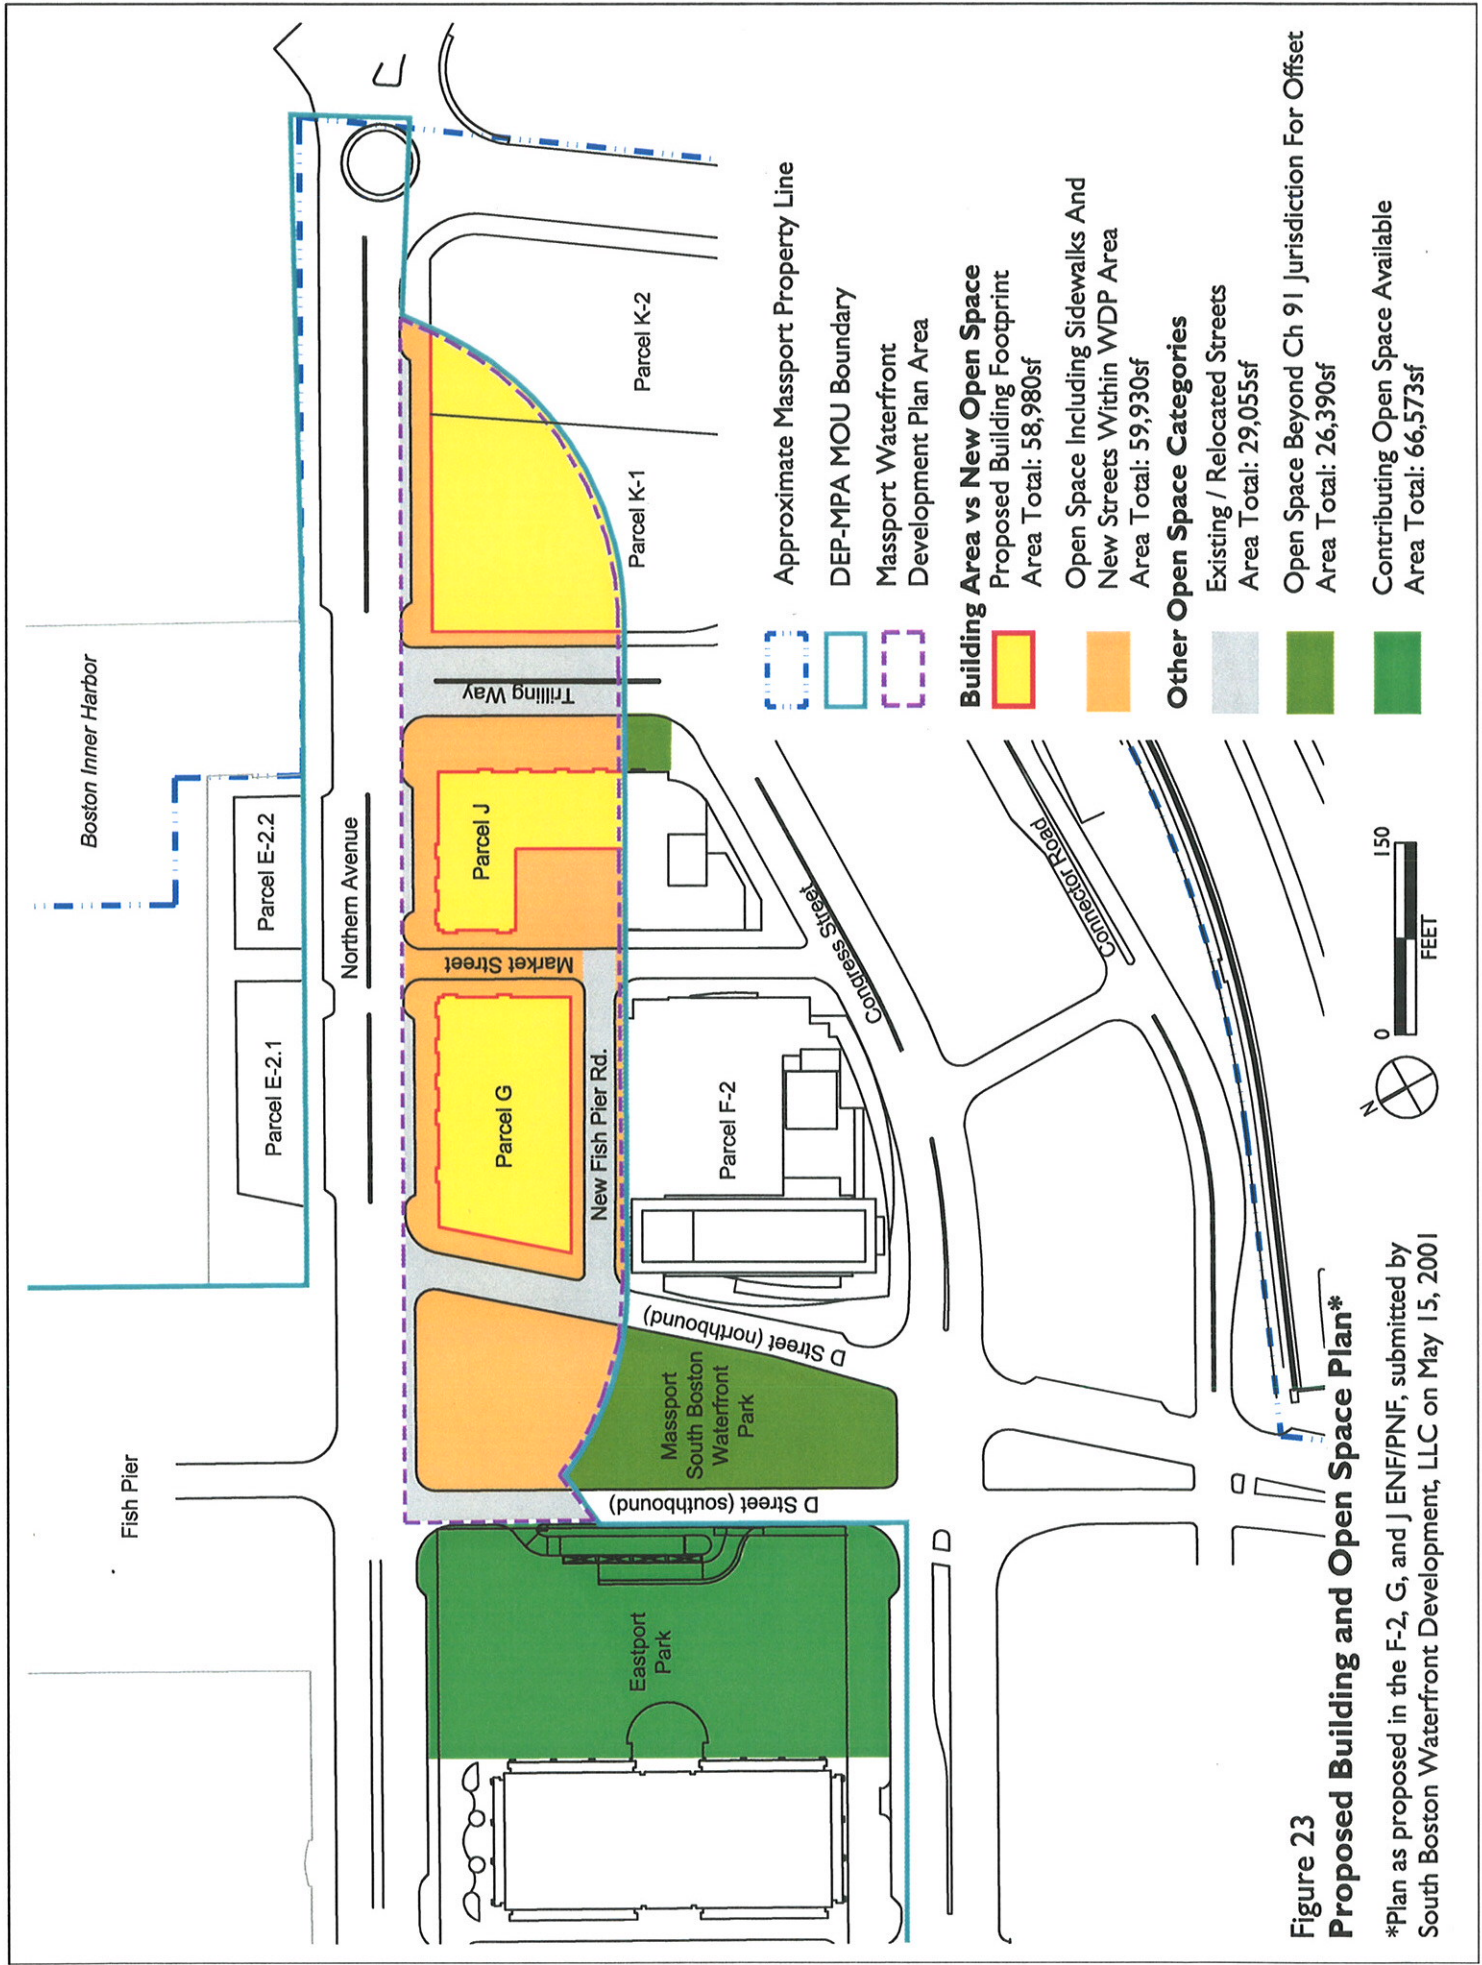 Fish Pier
Boston Inner Harbor
Parcel E-2.1
Parcel E-2.2
Northern Avenue
Parcel G
Market Street
Parcel J
Trilling Way
Parcel K-1
Parcel K-2
New Fish Pier Rd.
Eastport
Park
D Street (southbound)
Massport
South Boston
Waterfront
Park
D Street (northbound)
Parcel F-2
Congress Street
Connector Road
Approximate Massport Property Line
DEP-MPA MOU Boundary
Massport Waterfront
Development Plan Area
Building Area vs New Open Space
Proposed Building Footprint
Area Total: 58,980sf
Open Space Including Sidewalks And
New Streets Within WDP Area
Area Total: 59,930sf
Other Open Space Categories
Existing / Relocated Streets
Area Total: 29,055sf
Open Space Beyond Ch 91 Jurisdiction For Offset
Area Total: 26,390sf
Contributing Open Space Available
Area Total: 66,573sf
N
0 150
FEET
Figure 23
Proposed Building and Open Space Plan*
*Plan as proposed in the F-2, G, and J ENF/PNF, submitted by
South Boston Waterfront Development, LLC on May 15, 2001